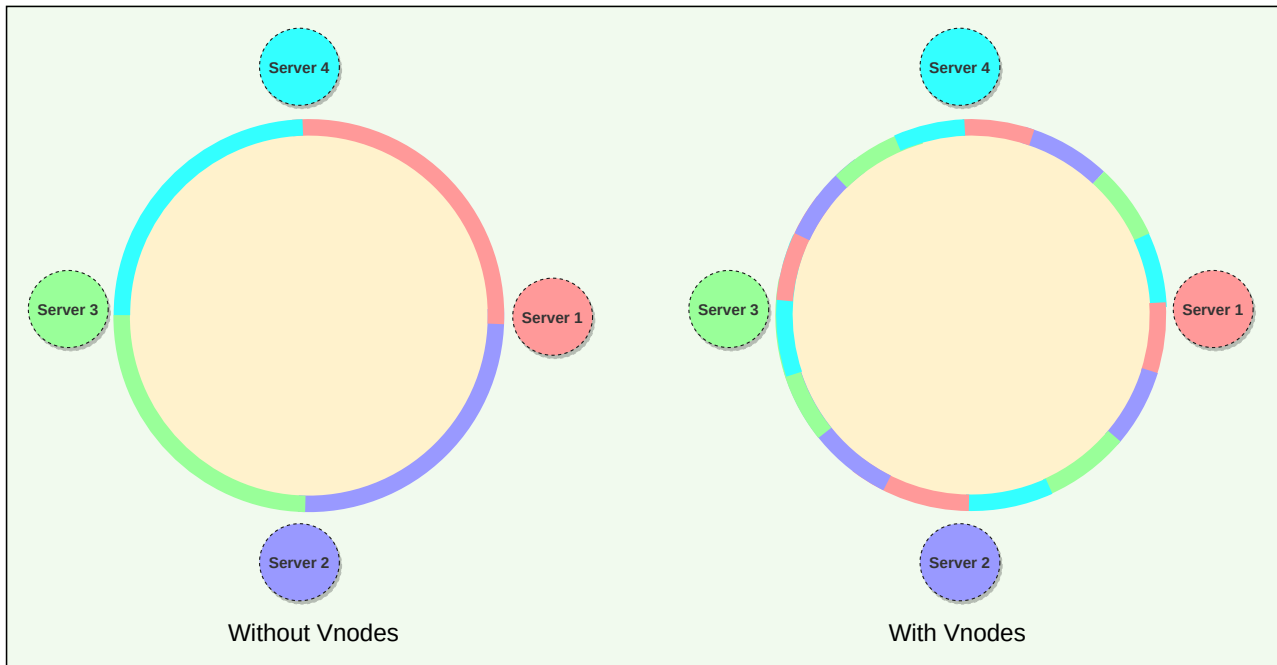 Server 4
Server 3
Server 1
Server 2
Without Vnodes
Server 4
Server 3
Server 1
Server 2
With Vnodes